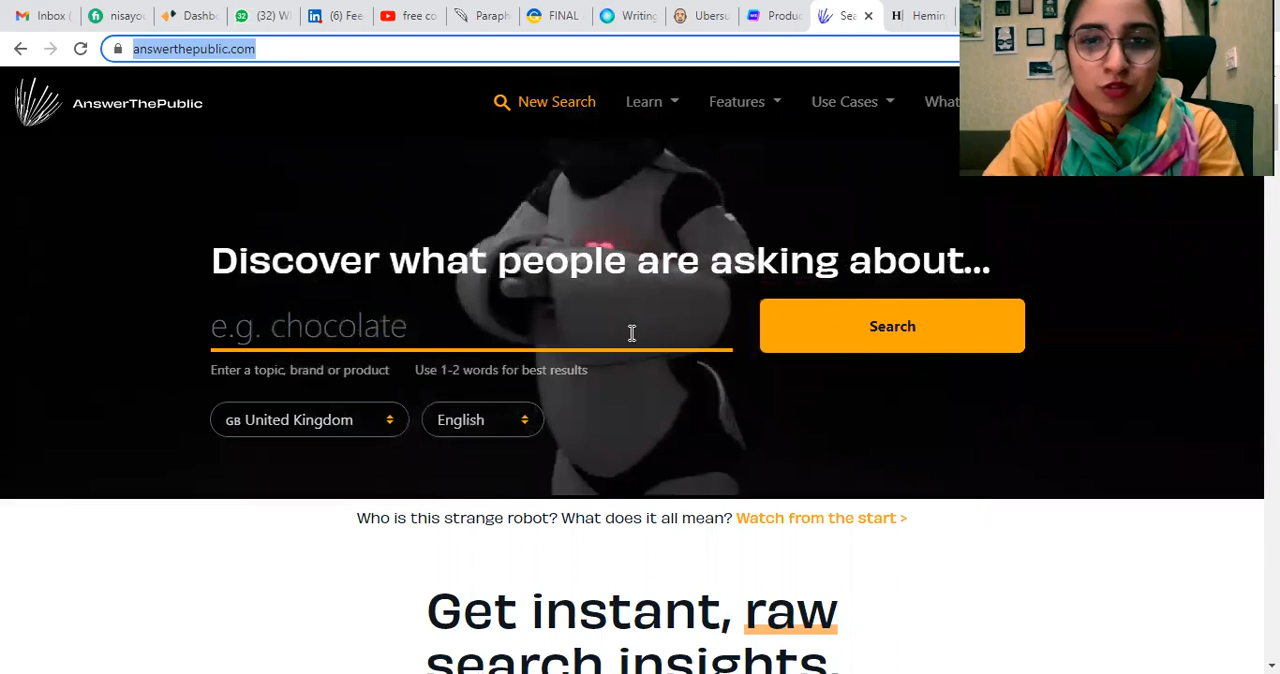 Inbox (
nisayou
Dashb
(32) W
(6) Fee
free co
Paraph
FINAL
Writing
Ubersu
Produc
Sea
Hemin
answerthepublic.com
AnswerThePublic
New Search
Learn
Features
Use Cases
What
Discover what people are asking about...
e.g. chocolate
Search
Enter a topic, brand or product
Use 1-2 words for best results
GB United Kingdom
English
Who is this strange robot? What does it all mean? Watch from the start >
Get instant, raw
search insights,